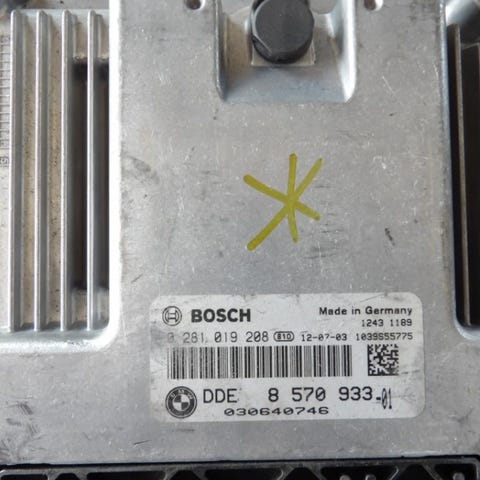 BOSCH Made in Germany
1243 1189
0 281 019 208 E1D 12-07-03 1039S55775
DDE 8 570 933-01
030640746